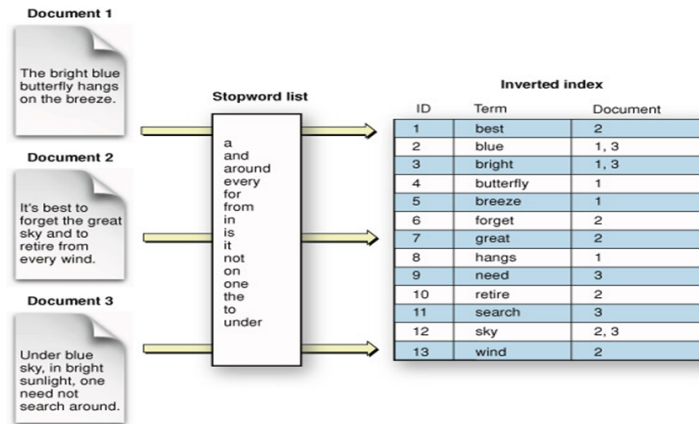 Document 1
The bright blue
butterfly hangs
on the breeze.
Document 2
It's best to
forget the great
sky and to
retire from
every wind.
Document 3
Under blue
sky, in bright
sunlight, one
need not
search around.
Stopword list
a
and
around
every
for
from
in
is
it
not
on
one
the
to
under
Inverted index
ID Term Document
1 best 2
2 blue 1, 3
3 bright 1, 3
4 butterfly 1
5 breeze 1
6 forget 2
7 great 2
8 hangs 1
9 need 3
10 retire 2
11 search 3
12 sky 2, 3
13 wind 2